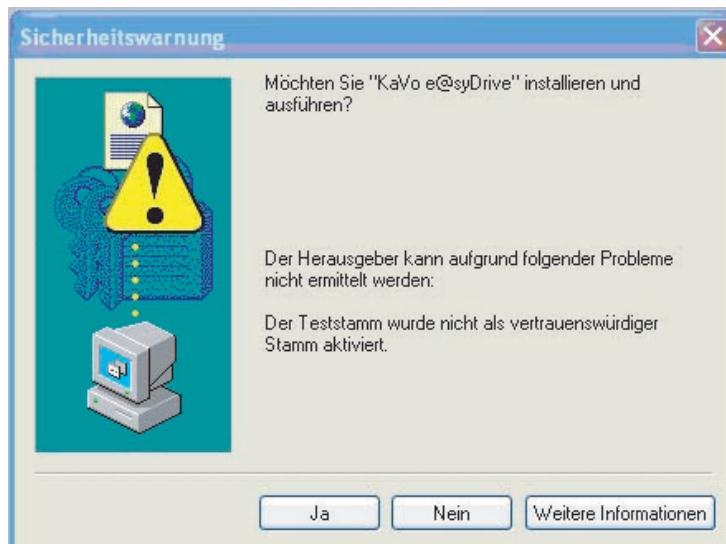 Sicherheitswarnung
Möchten Sie "KaVo e@syDrive" installieren und
ausführen?
Der Herausgeber kann aufgrund folgender Probleme
nicht ermittelt werden:
Der Teststamm wurde nicht als vertrauenswürdiger
Stamm aktiviert.
Ja
Nein
Weitere Informationen